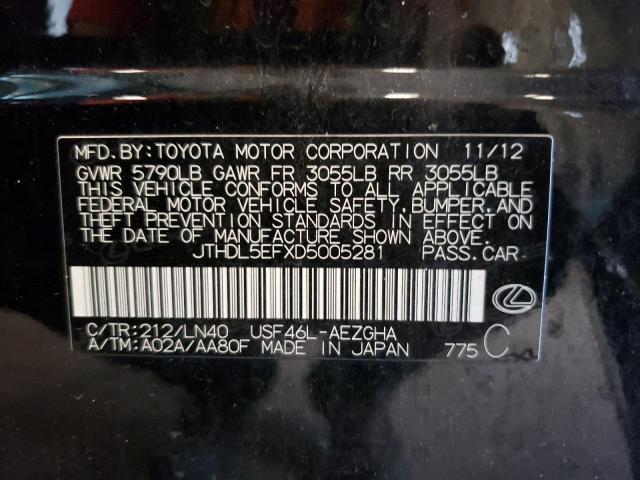 MFD.BY:TOYOTA MOTOR CORPORATION 11/12
GVWR 5790LB GAWR FR 3055LB RR 3055LB
THIS VEHICLE CONFORMS TO ALL APPLICABLE
FEDERAL MOTOR VEHICLE SAFETY,BUMPER,AND
THEFT PREVENTION STANDARDS IN EFFECT ON
THE DATE OF MANUFACTURE SHOWN ABOVE.
JTHDL5EFXD5005281 PASS.CAR
C/TR:212/LN40 USF46L-AEZGHA
A/TM:A02A/AA80F MADE IN JAPAN 775 C